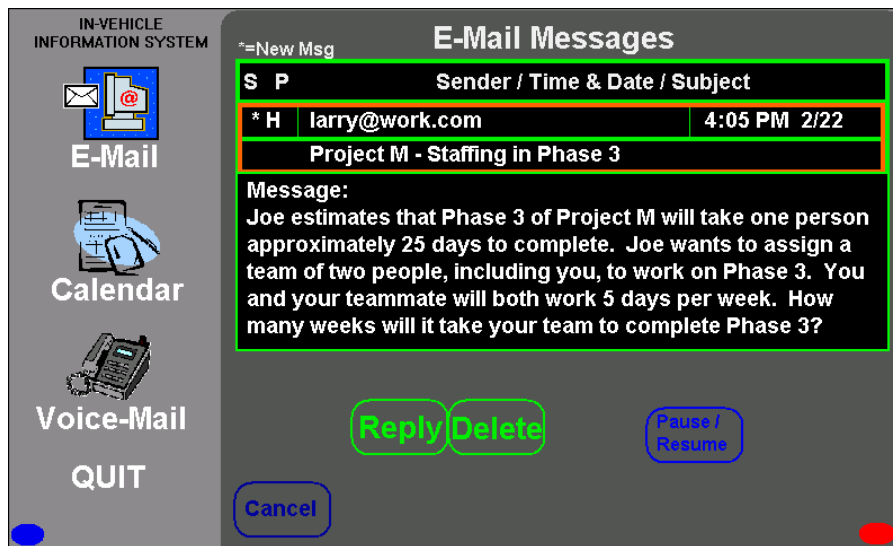 IN-VEHICLE
INFORMATION SYSTEM
@
E-Mail
Calendar
Voice-Mail
QUIT
*=New Msg
E-Mail Messages
S P Sender / Time & Date / Subject
* H larry@work.com 4:05 PM 2/22
Project M - Staffing in Phase 3
Message:
Joe estimates that Phase 3 of Project M will take one person
approximately 25 days to complete. Joe wants to assign a
team of two people, including you, to work on Phase 3. You
and your teammate will both work 5 days per week. How
many weeks will it take your team to complete Phase 3?
Reply Delete
Pause /
Resume
Cancel